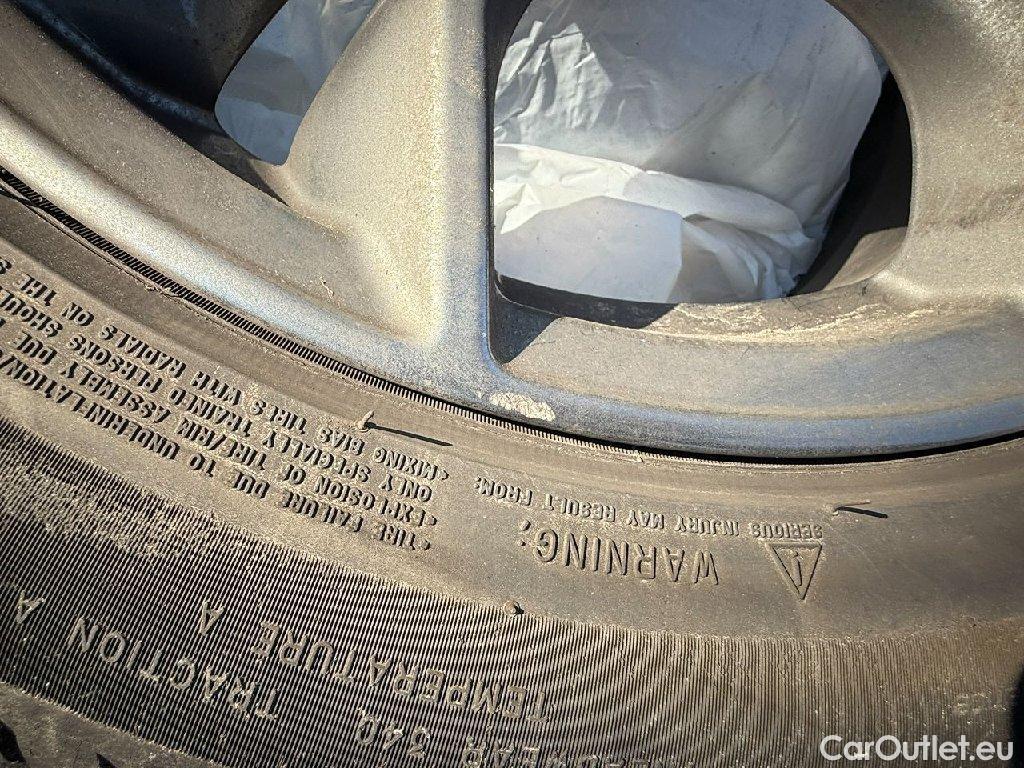 WARNING:
SERIOUS INJURY MAY RESULT FROM:
•TIRE FAILURE DUE TO UNDERINFLATION/
•EXPLOSION OF TIRE/RIM ASSEMBLY DUE
ONLY SPECIALLY TRAINED PERSONS SHOUL
•MIXING BIAS TIRES WITH RADIALS ON THE S
340
TRACTION A
TEMPERATURE A
CarOutlet.eu